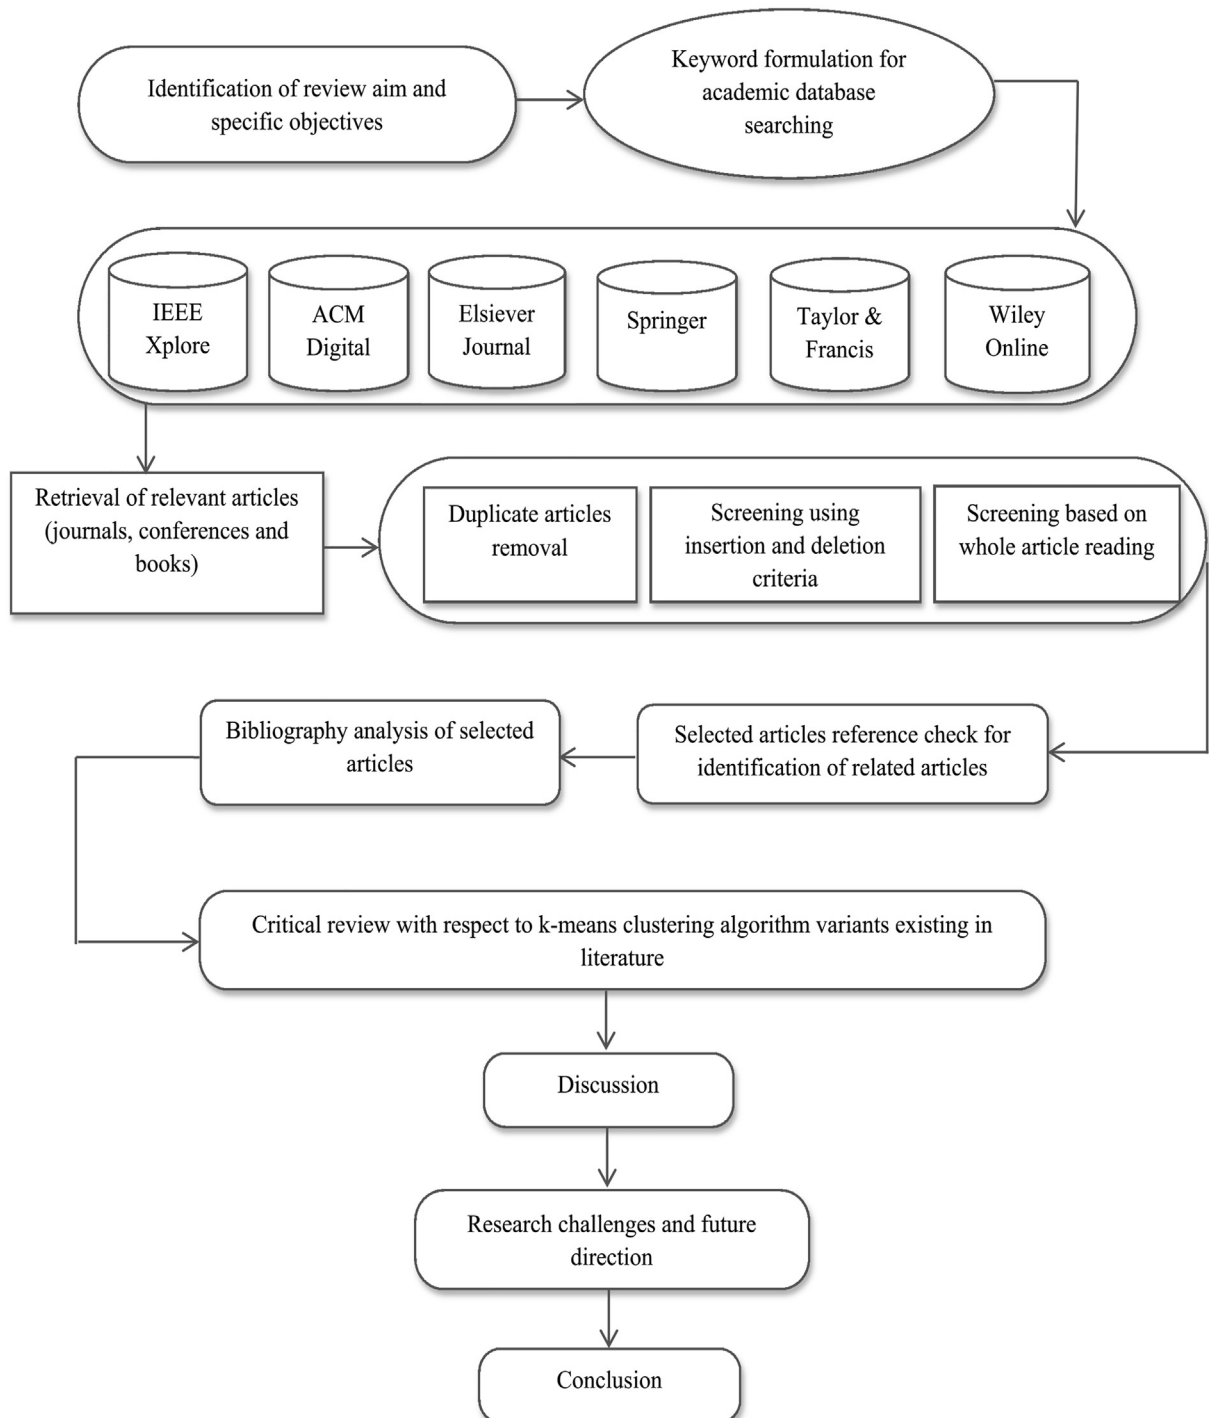 Identification of review aim and
specific objectives
Keyword formulation for
academic database
searching
IEEE
Xplore
ACM
Digital
Elsiever
Journal
Springer
Taylor &
Francis
Wiley
Online
Retrieval of relevant articles
(journals, conferences and
books)
Duplicate articles
removal
Screening using
insertion and deletion
criteria
Screening based on
whole article reading
Selected articles reference check for
identification of related articles
Bibliography analysis of selected
articles
Critical review with respect to k-means clustering algorithm variants existing in
literature
Discussion
Research challenges and future
direction
Conclusion